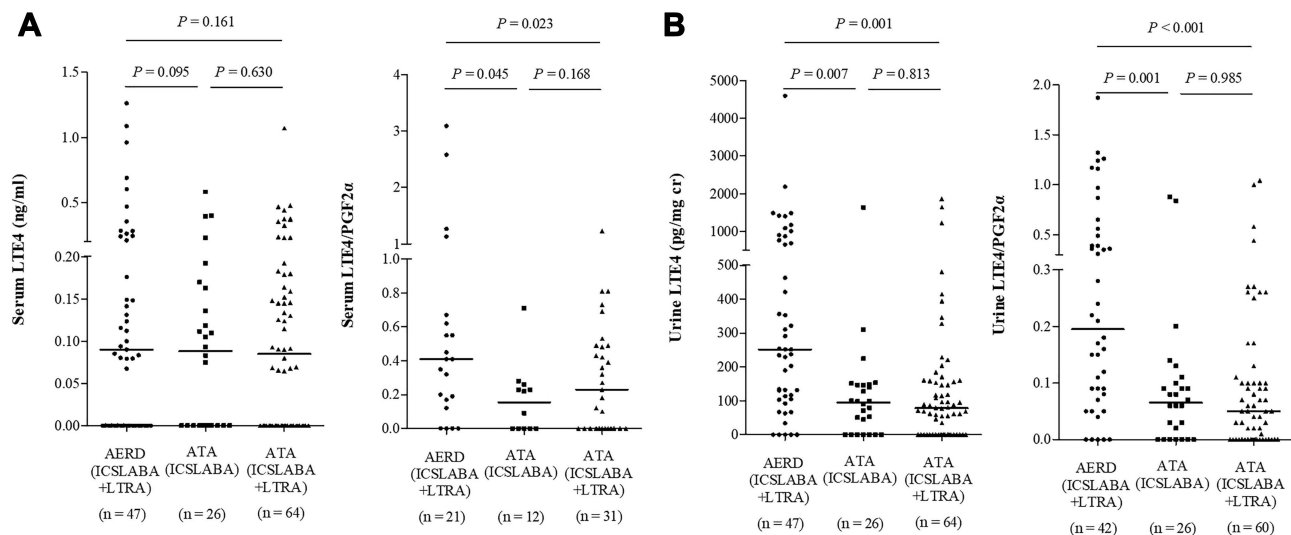 A
P = 0.161
P = 0.095
P = 0.630
Serum LTE4 (ng/ml)
1.5
1.0
0.5
0.20
0.15
0.10
0.05
0.00
AERD
(ICSLABA
+LTRA)
(n = 47)
ATA
(ICSLABA)
(n = 26)
ATA
(ICSLABA
+LTRA)
(n = 64)
P = 0.023
P = 0.045
P = 0.168
Serum LTE4/PGF2α
4
3
2
1
0.6
0.4
0.2
0.0
AERD
(ICSLABA
+LTRA)
(n = 21)
ATA
(ICSLABA)
(n = 12)
ATA
(ICSLABA
+LTRA)
(n = 31)
B
P = 0.001
P = 0.007
P = 0.813
Urine LTE4 (pg/mg cr)
5000
4000
3000
2000
1000
500
400
300
200
100
0
AERD
(ICSLABA
+LTRA)
(n = 47)
ATA
(ICSLABA)
(n = 26)
ATA
(ICSLABA
+LTRA)
(n = 64)
P < 0.001
P = 0.001
P = 0.985
Urine LTE4/PGF2α
2.0
1.5
1.0
0.5
0.3
0.2
0.1
0.0
AERD
(ICSLABA
+LTRA)
(n = 42)
ATA
(ICSLABA)
(n = 26)
ATA
(ICSLABA
+LTRA)
(n = 60)